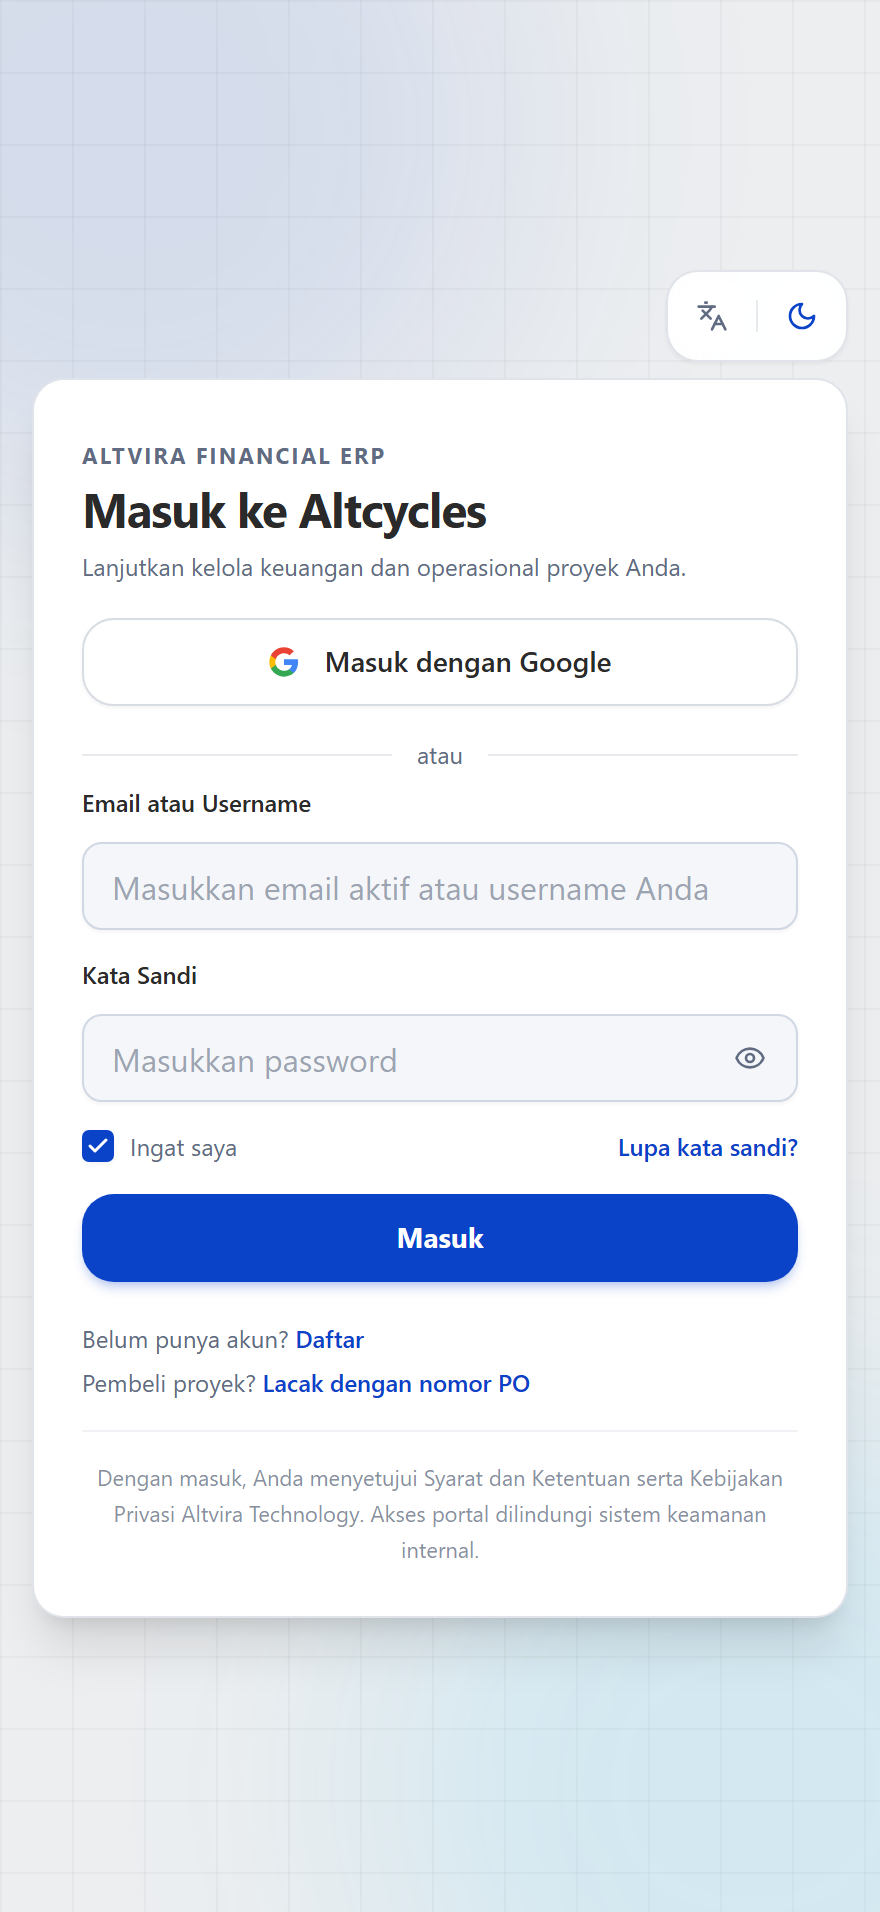 ALTVIRA FINANCIAL ERP
Masuk ke Altcycles
Lanjutkan kelola keuangan dan operasional proyek Anda.
Masuk dengan Google
atau
Email atau Username
Masukkan email aktif atau username Anda
Kata Sandi
Masukkan password
Ingat saya
Lupa kata sandi?
Masuk
Belum punya akun? Daftar
Pembeli proyek? Lacak dengan nomor PO
Dengan masuk, Anda menyetujui Syarat dan Ketentuan serta Kebijakan
Privasi Altvira Technology. Akses portal dilindungi sistem keamanan
internal.